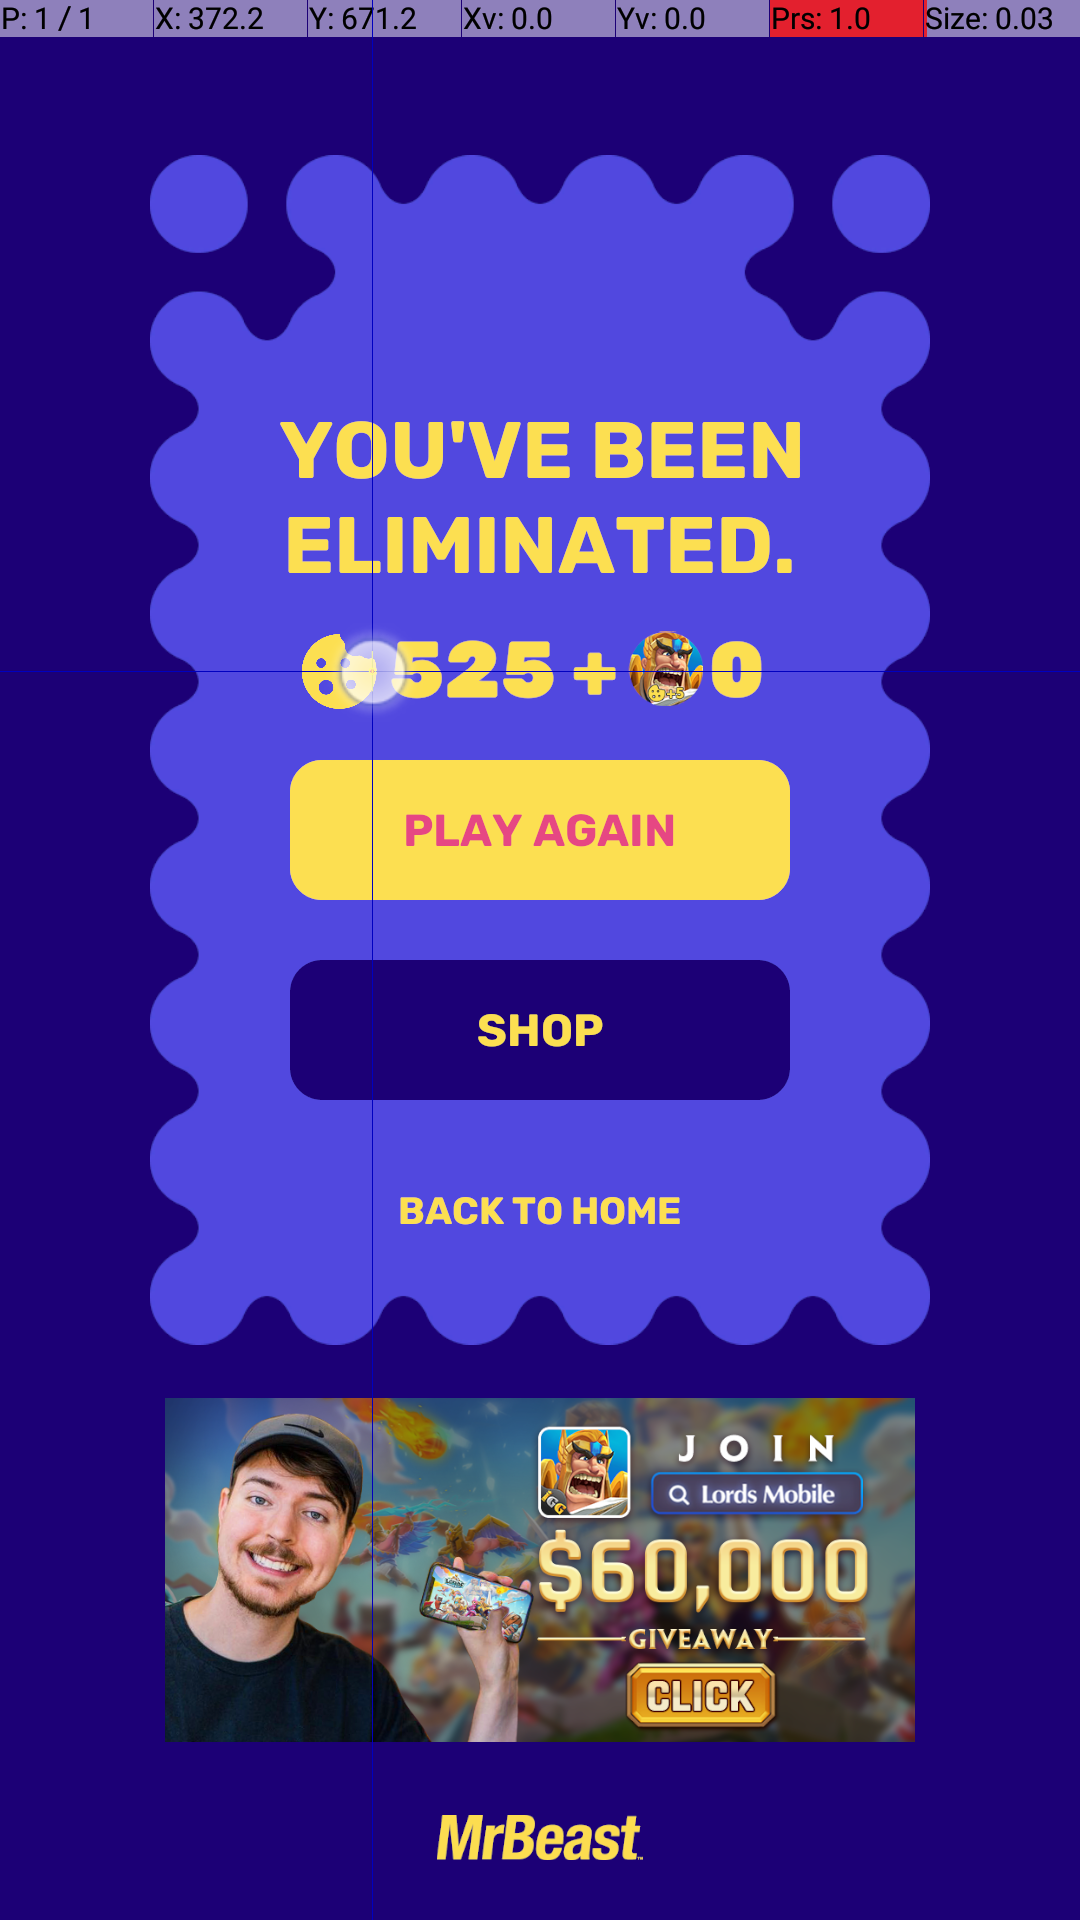 P: 1 / 1 X: 372.2 Y: 671.2 Xv: 0.0 Yv: 0.0 Prs: 1.0 Size: 0.03
YOU'VE BEEN
ELIMINATED.
525 + +5 0
PLAY AGAIN
SHOP
BACK TO HOME
JOIN
IGG Lords Mobile
$60,000
GIVEAWAY
CLICK
MrBeast™